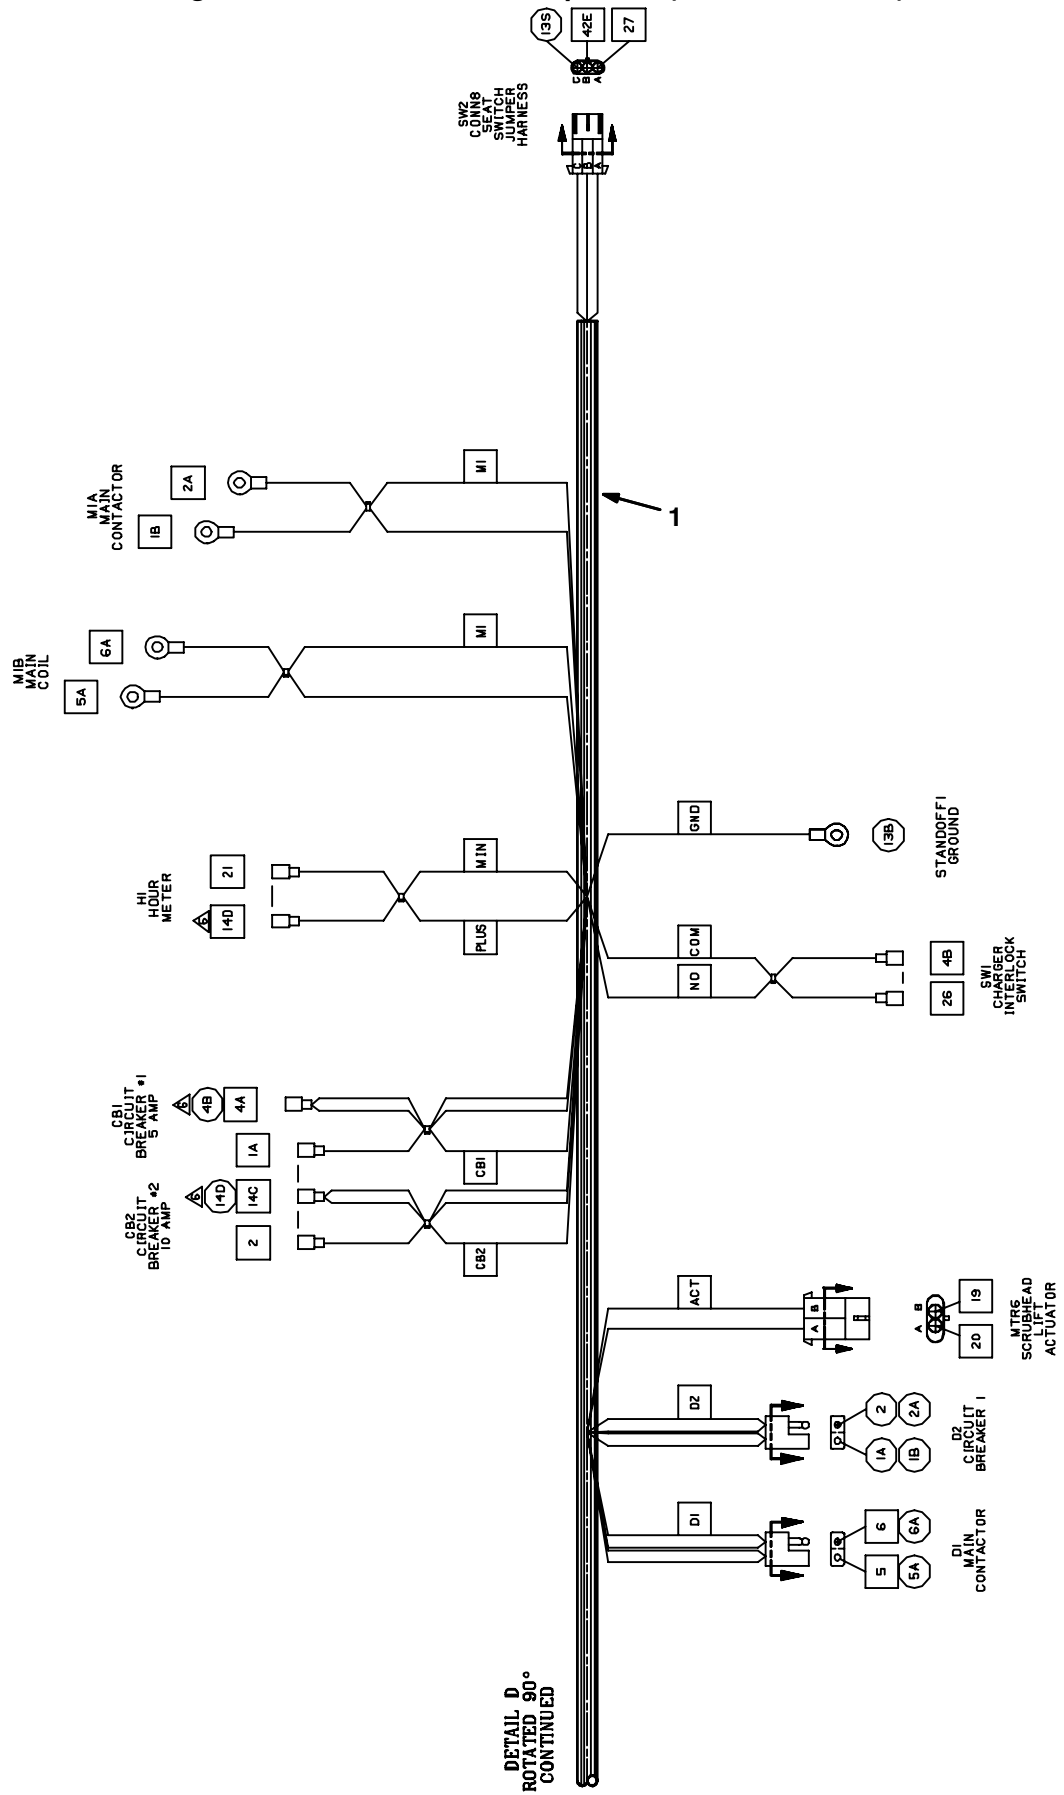 13S
42E
27
C
B
A
SW2
CONN8
SEAT
SWITCH
JUMPER
HARNESS
C
B
A
M1A
MAIN
CONTACTOR
2A
1B
M1
1
M1B
MAIN
COIL
6A
5A
M1
H1
HOUR
METER
21
6
14D
MIN
PLUS
GND
13B
STANDOFF1
GROUND
COM
NO
4B
26
SW1
CHARGER
INTERLOCK
SWITCH
CB1
CIRCUIT
BREAKER #1
5 AMP
6
4B
4A
1A
CB1
CB2
CIRCUIT
BREAKER #2
10 AMP
6
14D
14C
2
CB2
ACT
B
A
B
A
19
20
MTR6
SCRUBHEAD
LIFT
ACTUATOR
D2
2
2A
1A
1B
D2
CIRCUIT
BREAKER 1
D1
6
6A
5
5A
D1
MAIN
CONTACTOR
DETAIL D
ROTATED 90°
CONTINUED